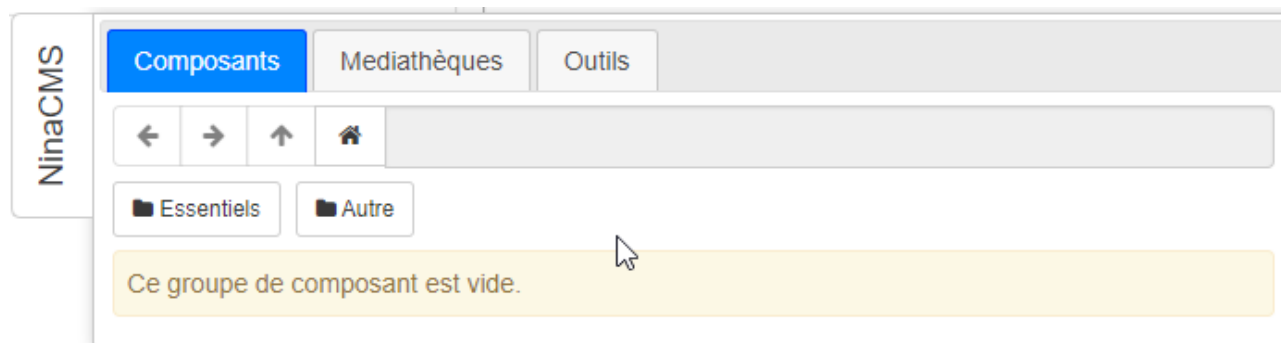 NinaCMS
Composants Mediathèques Outils
Essentiels Autre
Ce groupe de composant est vide.